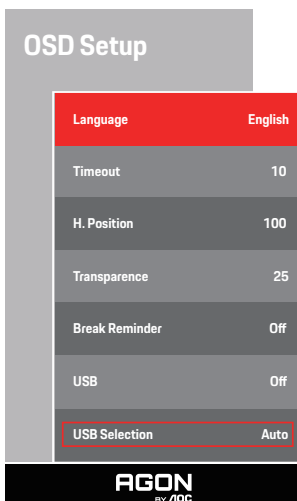 OSD Setup
Language English
Timeout 10
H. Position 100
Transparence 25
Break Reminder Off
USB Off
USB Selection Auto
AGON
BY AOC